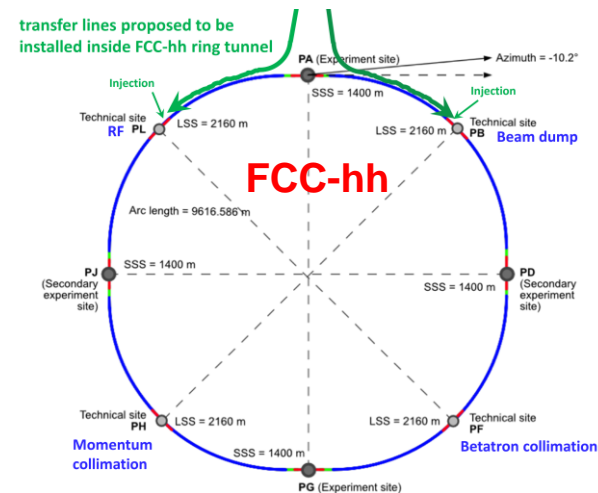 transfer lines proposed to be
installed inside FCC-hh ring tunnel
PA (Experiment site)
Azimuth = -10.2°
Injection
Injection
SSS = 1400 m
Technical site
PL
RF
LSS = 2160 m
LSS = 2160 m
Technical site
PB
Beam dump
FCC-hh
Arc length = 9616.586 m
PJ
(Secondary
experiment
site)
SSS = 1400 m
SSS = 1400 m
PD
(Secondary
experiment
site)
Technical site
PH
LSS = 2160 m
Momentum
collimation
LSS = 2160 m
Technical site
PF
Betatron collimation
SSS = 1400 m
PG (Experiment site)